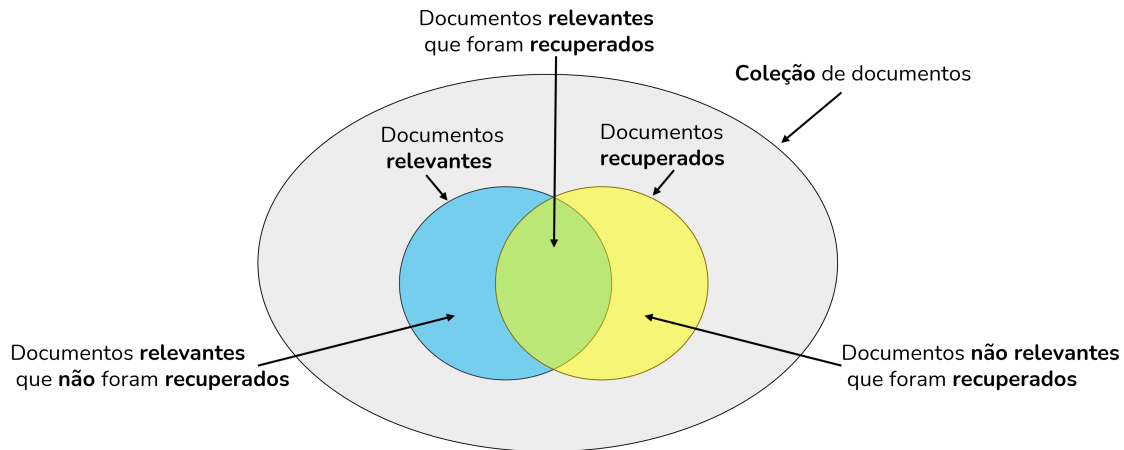 Documentos relevantes
que foram recuperados
Coleção de documentos
Documentos
relevantes
Documentos
recuperados
Documentos relevantes
que não foram recuperados
Documentos não relevantes
que foram recuperados